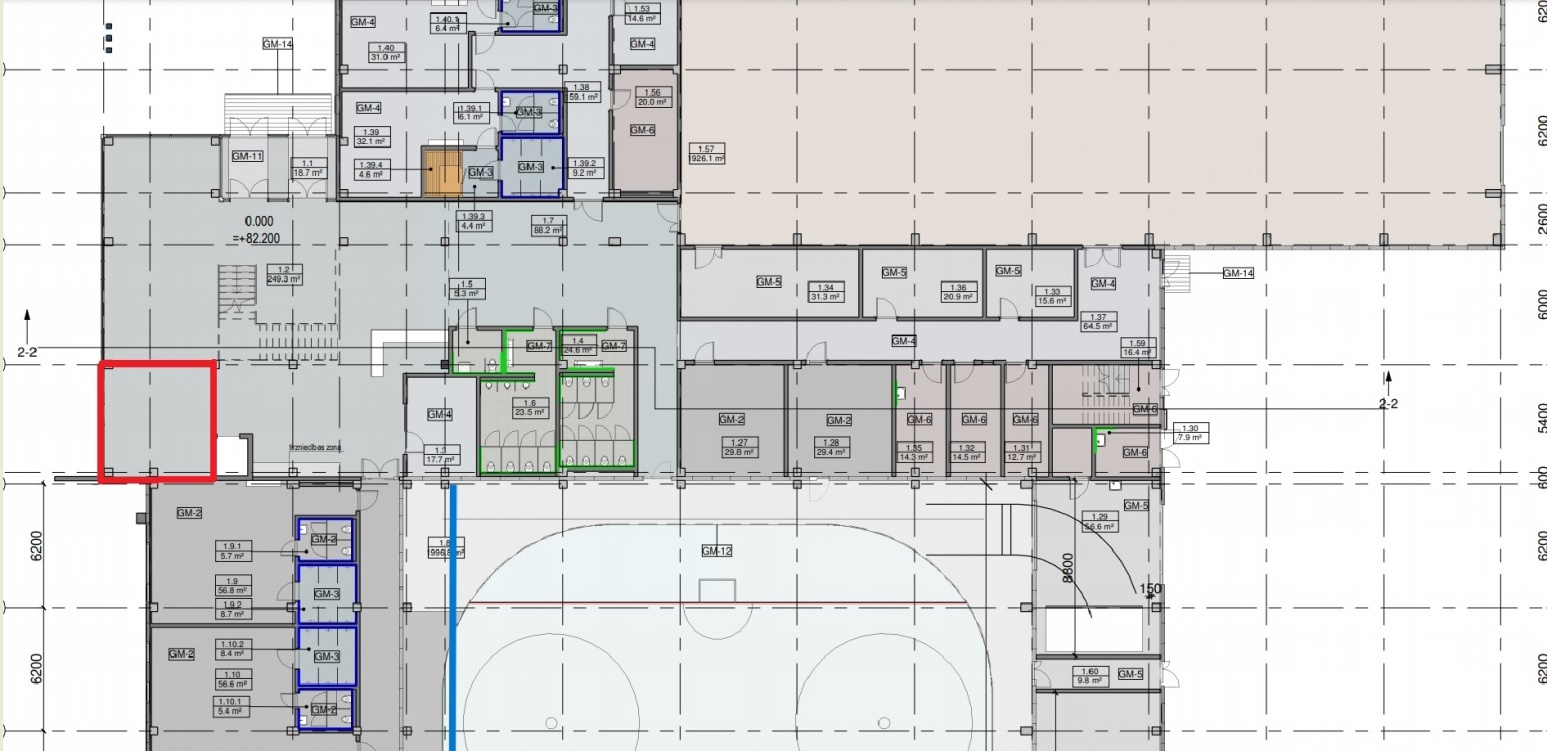 GM-4
1.40.1
6.4 m²
GM-3
1.53
14.6 m²
6200
GM-14
1.40
31.0 m²
GM-4
1.38
59.1 m²
GM-4
1.39.1
6.1 m²
GM-3
1.56
20.0 m²
GM-6
6200
1.39
32.1 m²
1.57
1926.1 m²
GM-11
1.1
18.7 m²
1.39.4
4.6 m²
GM-3
GM-3
1.39.2
9.2 m²
0.000
=+82.200
1.39.3
4.4 m²
1.7
88.2 m²
2600
1.2
249.3 m²
1.5
5.3 m²
GM-5
1.34
31.3 m²
GM-5
1.36
20.9 m²
GM-5
1.33
15.6 m²
GM-4
GM-14
6000
1.37
64.5 m²
2-2
GM-7
1.4
24.6 m²
GM-7
GM-4
1.59
16.4 m²
2-2
GM-4
1.6
23.5 m²
GM-2
GM-2
GM-6
GM-6
GM-6
GM-6
5400
tirzniecības zona
1.3
17.7 m²
1.27
29.8 m²
1.28
29.4 m²
1.35
14.3 m²
1.32
14.5 m²
1.31
12.7 m²
GM-6
1.30
7.9 m²
600
GM-2
GM-5
1.29
6200
1.9.1
5.7 m²
GM-2
GM-12
8800
6200
1.9
56.8 m²
GM-3
150
1.9.2
8.7 m²
6200
1.10.2
8.4 m²
GM-2
GM-3
1.10
56.6 m²
1.60
9.8 m²
GM-5
6200
1.10.1
5.4 m²
GM-2